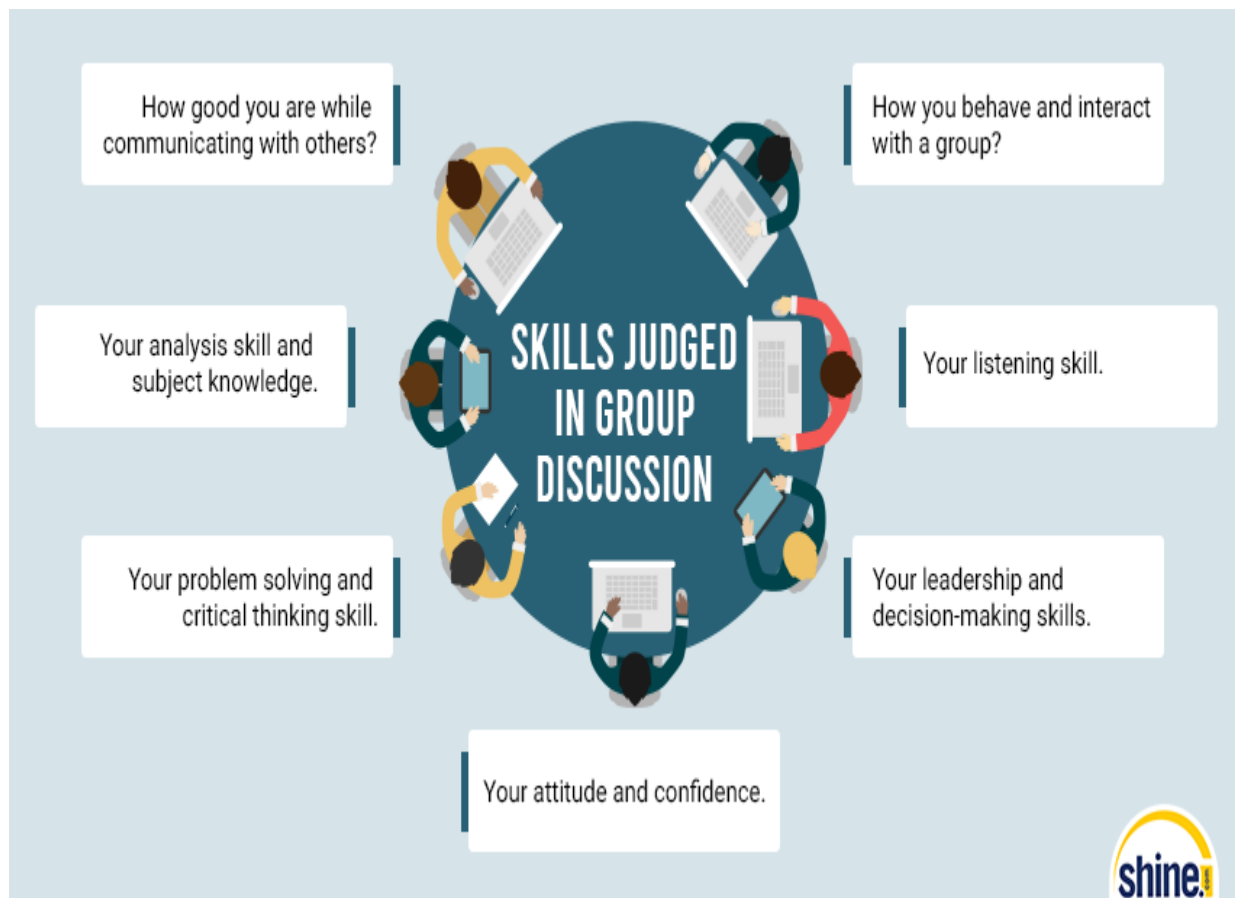 How good you are while
communicating with others?
How you behave and interact
with a group?
Your analysis skill and
subject knowledge.
SKILLS JUDGED
IN GROUP
DISCUSSION
Your listening skill.
Your problem solving and
critical thinking skill.
Your leadership and
decision-making skills.
Your attitude and confidence.
shine.com